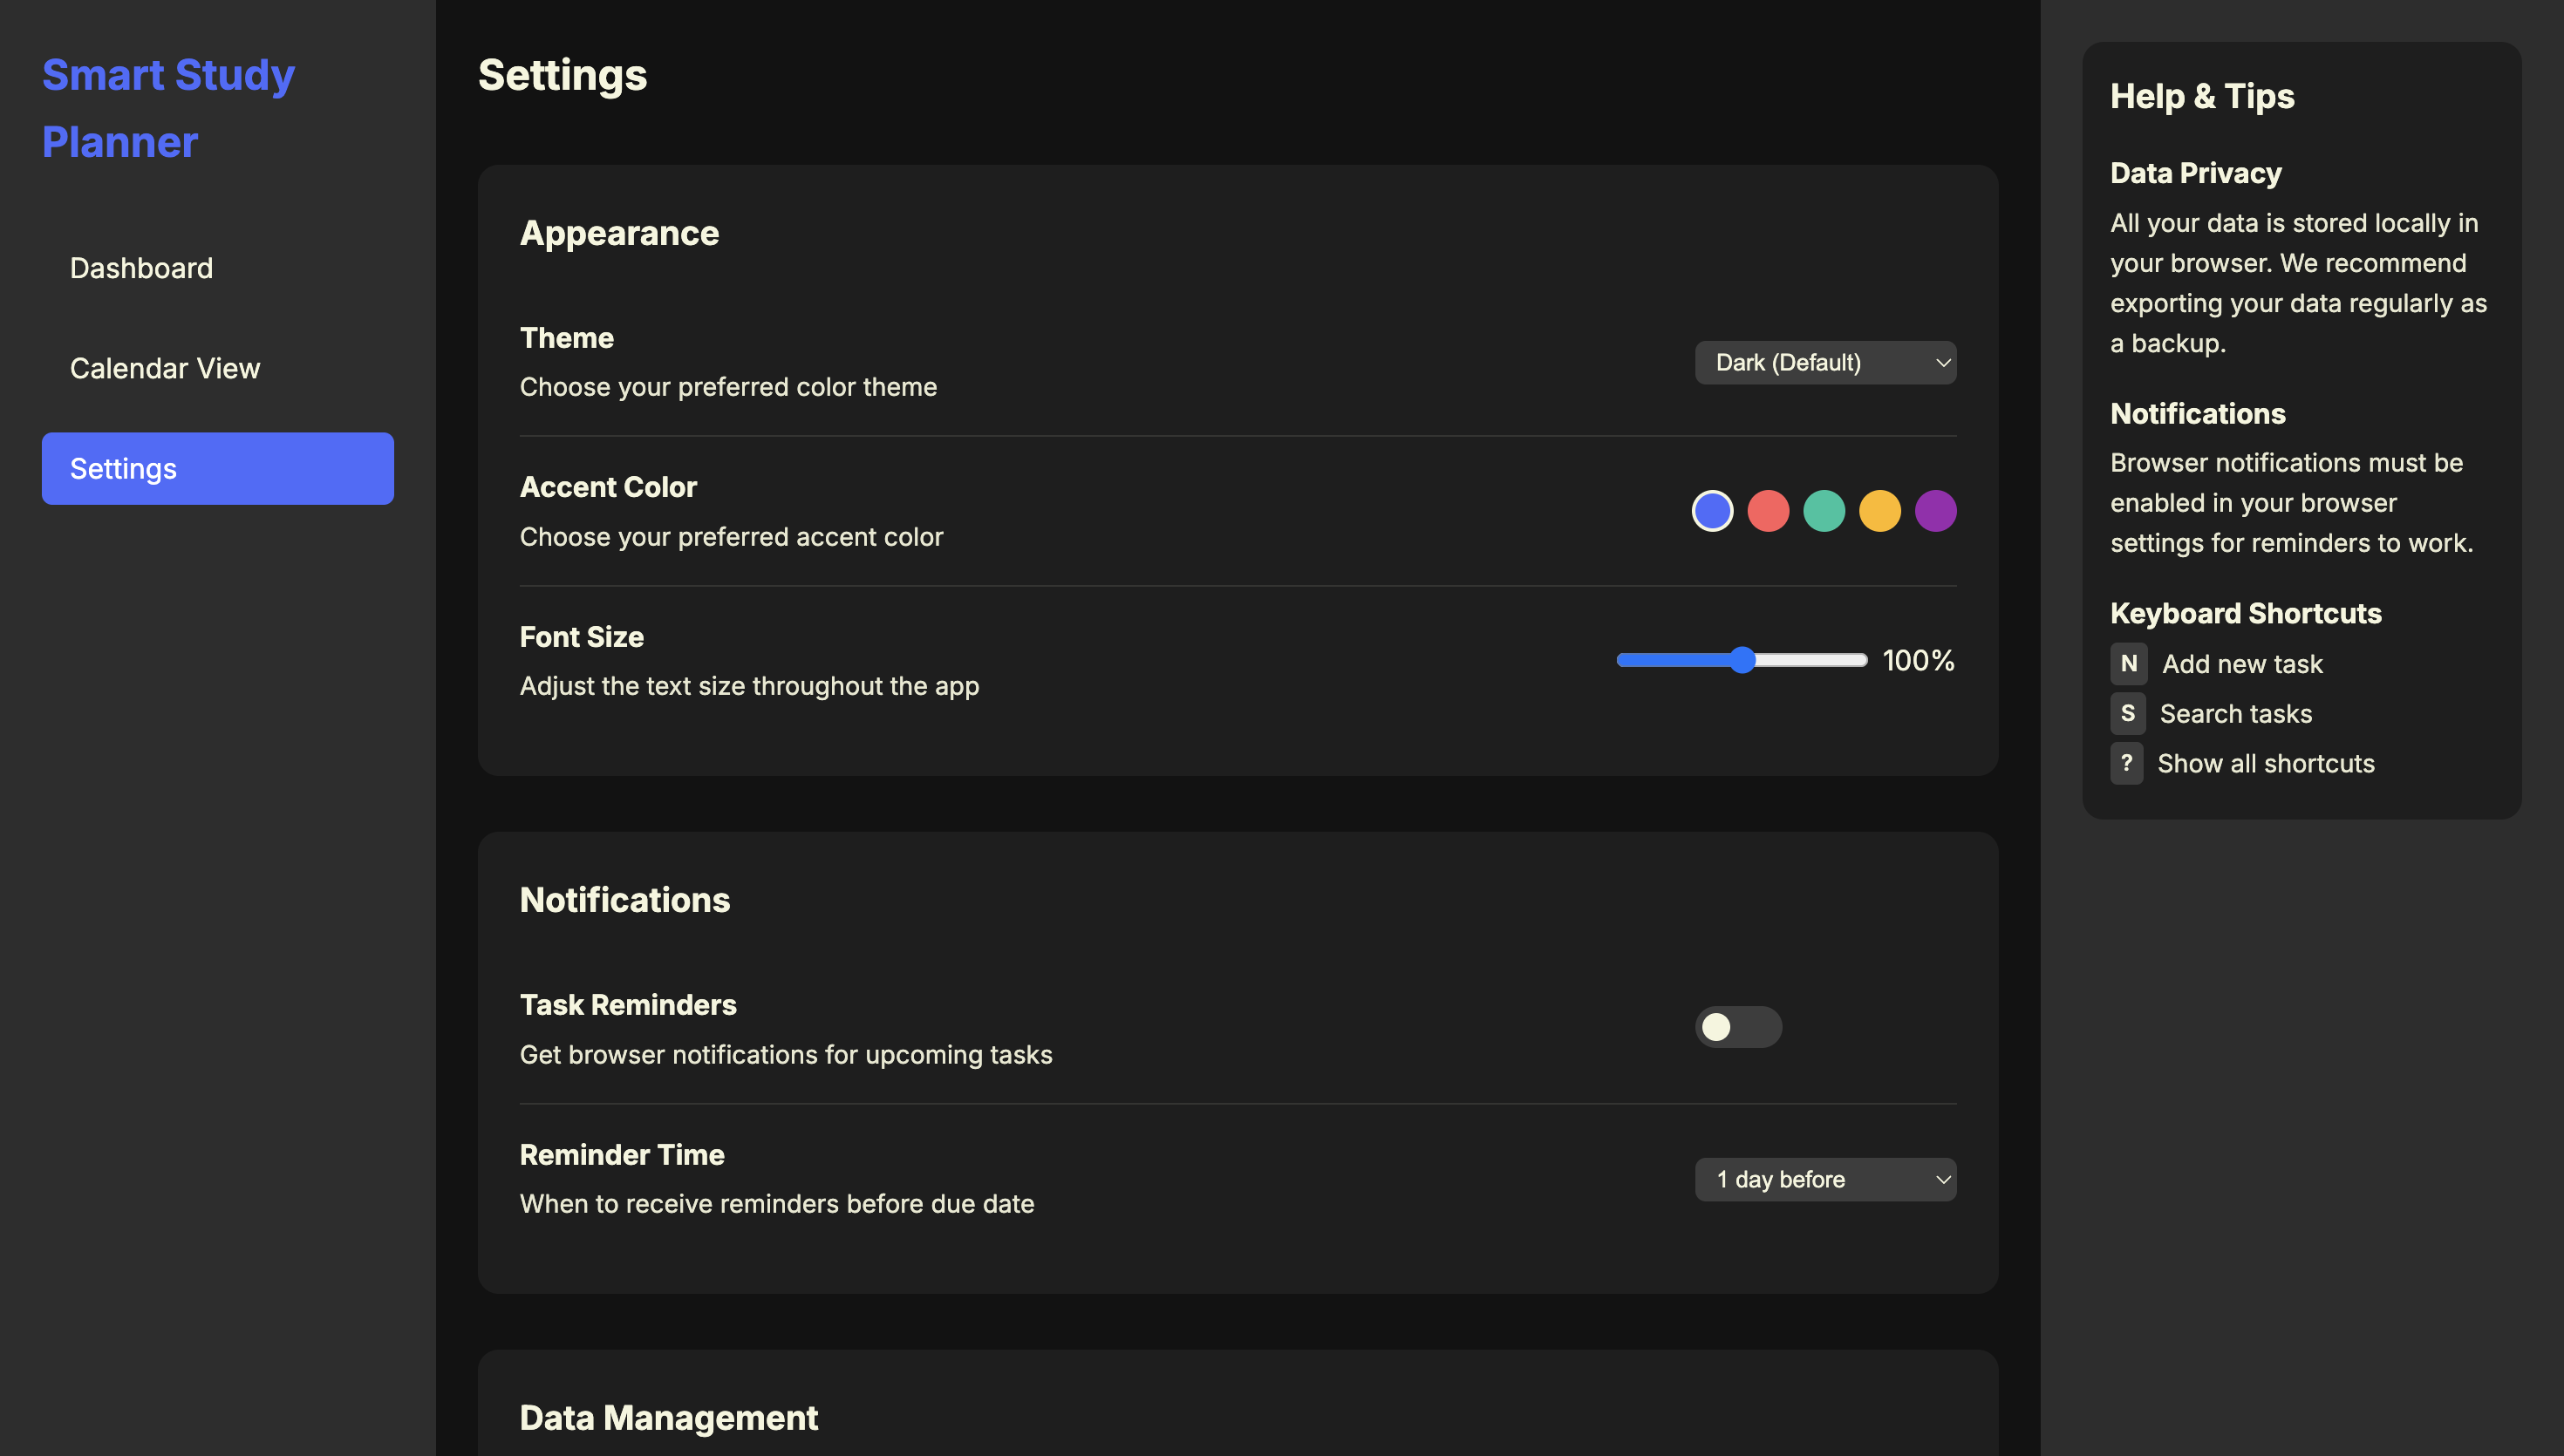 Smart Study
Planner
Dashboard
Calendar View
Settings
Settings
Appearance
Theme
Choose your preferred color theme
Dark (Default)
Accent Color
Choose your preferred accent color
Font Size
Adjust the text size throughout the app
100%
Notifications
Task Reminders
Get browser notifications for upcoming tasks
Reminder Time
When to receive reminders before due date
1 day before
Data Management
Help & Tips
Data Privacy
All your data is stored locally in
your browser. We recommend
exporting your data regularly as
a backup.
Notifications
Browser notifications must be
enabled in your browser
settings for reminders to work.
Keyboard Shortcuts
N Add new task
S Search tasks
? Show all shortcuts